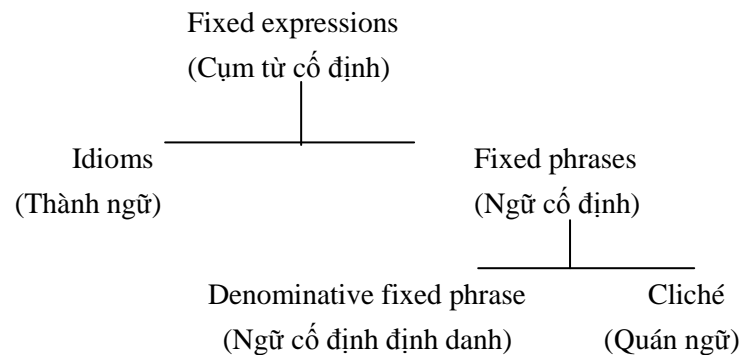 Fixed expressions
(Cụm từ cố định)
Idioms
(Thành ngữ)
Fixed phrases
(Ngữ cố định)
Denominative fixed phrase
(Ngữ cố định định danh)
Cliché
(Quán ngữ)